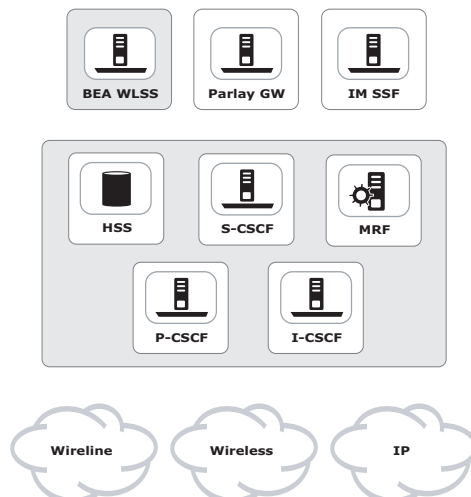 BEA WLSS
Parlay GW
IM SSF
HSS
S-CSCF
MRF
P-CSCF
I-CSCF
Wireline
Wireless
IP